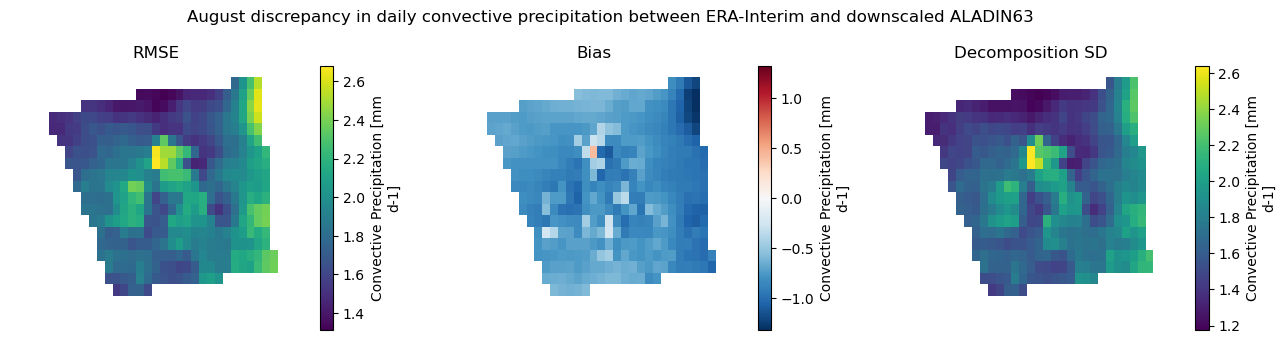 August discrepancy in daily convective precipitation between ERA-Interim and downscaled ALADIN63
RMSE
2.6
2.4
2.2
2.0
1.8
1.6
1.4
Convective Precipitation [mm
d-1]
Bias
1.0
0.5
0.0
−0.5
−1.0
Convective Precipitation [mm
d-1]
Decomposition SD
2.6
2.4
2.2
2.0
1.8
1.6
1.4
1.2
Convective Precipitation [mm
d-1]